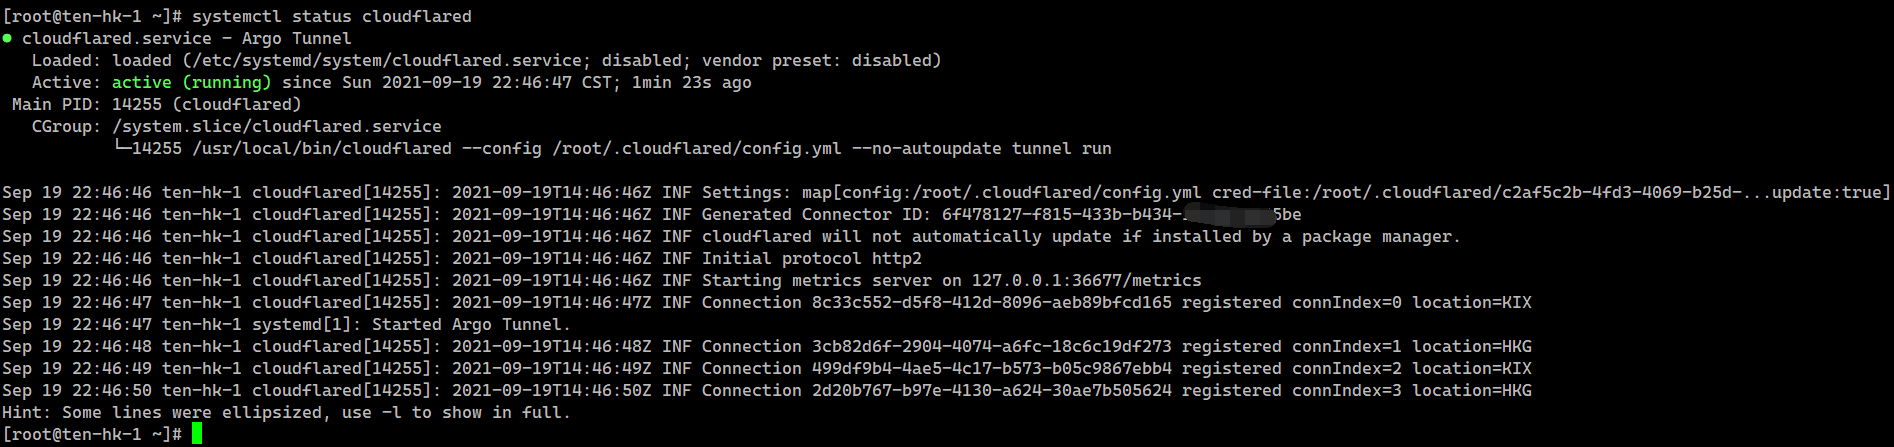 [root@ten-hk-1 ~]# systemctl status cloudflared
● cloudflared.service - Argo Tunnel
Loaded: loaded (/etc/systemd/system/cloudflared.service; disabled; vendor preset: disabled)
Active: active (running) since Sun 2021-09-19 22:46:47 CST; 1min 23s ago
Main PID: 14255 (cloudflared)
CGroup: /system.slice/cloudflared.service
└─14255 /usr/local/bin/cloudflared --config /root/.cloudflared/config.yml --no-autoupdate tunnel run
Sep 19 22:46:46 ten-hk-1 cloudflared[14255]: 2021-09-19T14:46:46Z INF Settings: map[config:/root/.cloudflared/config.yml cred-file:/root/.cloudflared/c2af5c2b-4fd3-4069-b25d-...update:true]
Sep 19 22:46:46 ten-hk-1 cloudflared[14255]: 2021-09-19T14:46:46Z INF Generated Connector ID: 6f478127-f815-433b-b434- 5be
Sep 19 22:46:46 ten-hk-1 cloudflared[14255]: 2021-09-19T14:46:46Z INF cloudflared will not automatically update if installed by a package manager.
Sep 19 22:46:46 ten-hk-1 cloudflared[14255]: 2021-09-19T14:46:46Z INF Initial protocol http2
Sep 19 22:46:46 ten-hk-1 cloudflared[14255]: 2021-09-19T14:46:46Z INF Starting metrics server on 127.0.0.1:36677/metrics
Sep 19 22:46:47 ten-hk-1 cloudflared[14255]: 2021-09-19T14:46:47Z INF Connection 8c33c552-d5f8-412d-8096-aeb89bfcd165 registered connIndex=0 location=KIX
Sep 19 22:46:47 ten-hk-1 systemd[1]: Started Argo Tunnel.
Sep 19 22:46:48 ten-hk-1 cloudflared[14255]: 2021-09-19T14:46:48Z INF Connection 3cb82d6f-2904-4074-a6fc-18c6c19df273 registered connIndex=1 location=HKG
Sep 19 22:46:49 ten-hk-1 cloudflared[14255]: 2021-09-19T14:46:49Z INF Connection 499df9b4-4ae5-4c17-b573-b05c9867ebb4 registered connIndex=2 location=KIX
Sep 19 22:46:50 ten-hk-1 cloudflared[14255]: 2021-09-19T14:46:50Z INF Connection 2d20b767-b97e-4130-a624-30ae7b505624 registered connIndex=3 location=HKG
Hint: Some lines were ellipsized, use -l to show in full.
[root@ten-hk-1 ~]#